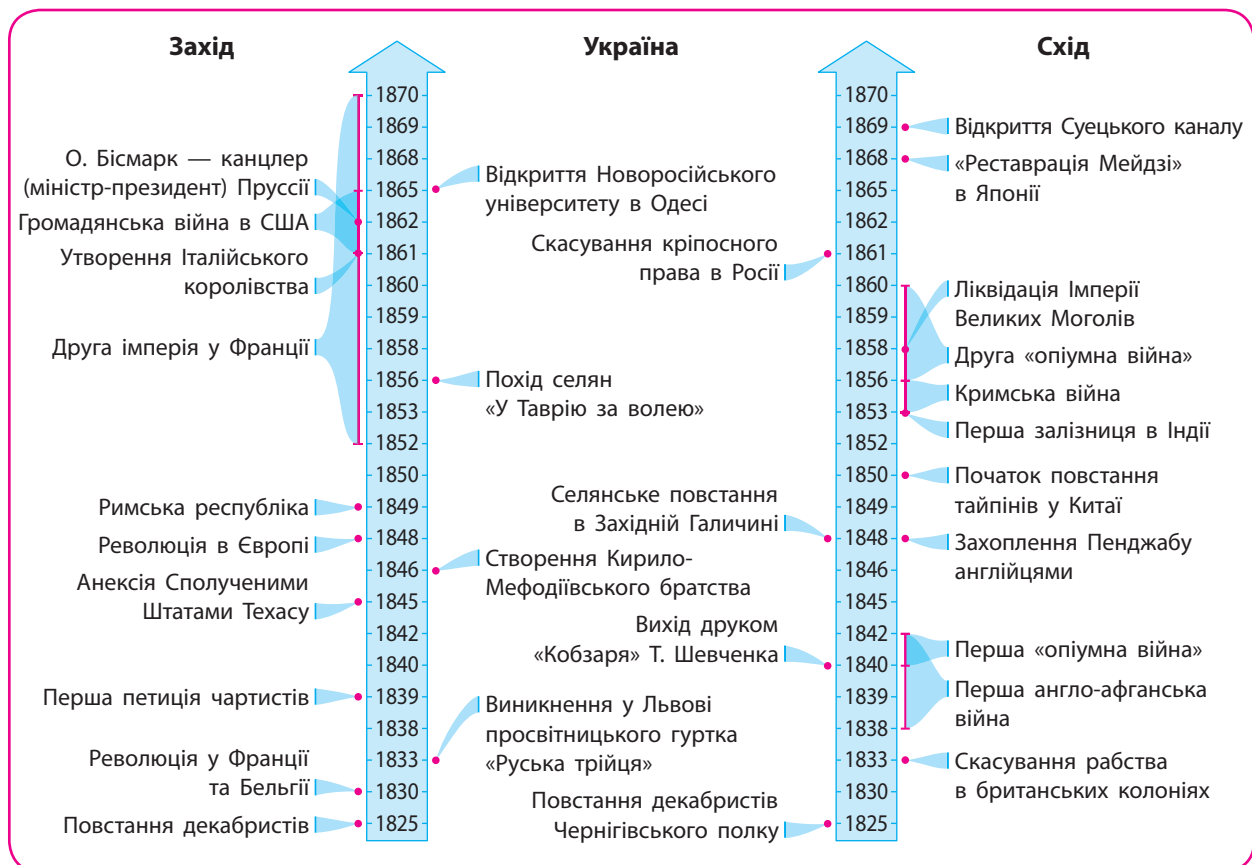 Захід
Україна
Схід
О. Бісмарк — канцлер
(міністр-президент) Пруссії
Громадянська війна в США
Утворення Італійського
королівства
Друга імперія у Франції
Римська республіка
Революція в Європі
Анексія Сполученими
Штатами Техасу
Перша петиція чартистів
Революція у Франції
та Бельгії
Повстання декабристів
1870
1869
1868
1865
1862
1861
1860
1859
1858
1856
1853
1852
1850
1849
1848
1846
1845
1842
1840
1839
1838
1833
1830
1825
Відкриття Новоросійського
університету в Одесі
Скасування кріпосного
права в Росії
Похід селян
«У Таврію за волею»
Селянське повстання
в Західній Галичині
Створення Кирило-
Мефодіївського братства
Вихід друком
«Кобзаря» Т. Шевченка
Виникнення у Львові
просвітницького гуртка
«Руська трійця»
Повстання декабристів
Чернігівського полку
1870
1869
1868
1865
1862
1861
1860
1859
1858
1856
1853
1852
1850
1849
1848
1846
1845
1842
1840
1839
1838
1833
1830
1825
Відкриття Суецького каналу
«Реставрація Мейдзі»
в Японії
Ліквідація Імперії
Великих Моголів
Друга «опіумна війна»
Кримська війна
Перша залізниця в Індії
Початок повстання
тайпінів у Китаї
Захоплення Пенджабу
англійцями
Перша «опіумна війна»
Перша англо-афганська
війна
Скасування рабства
в британських колоніях